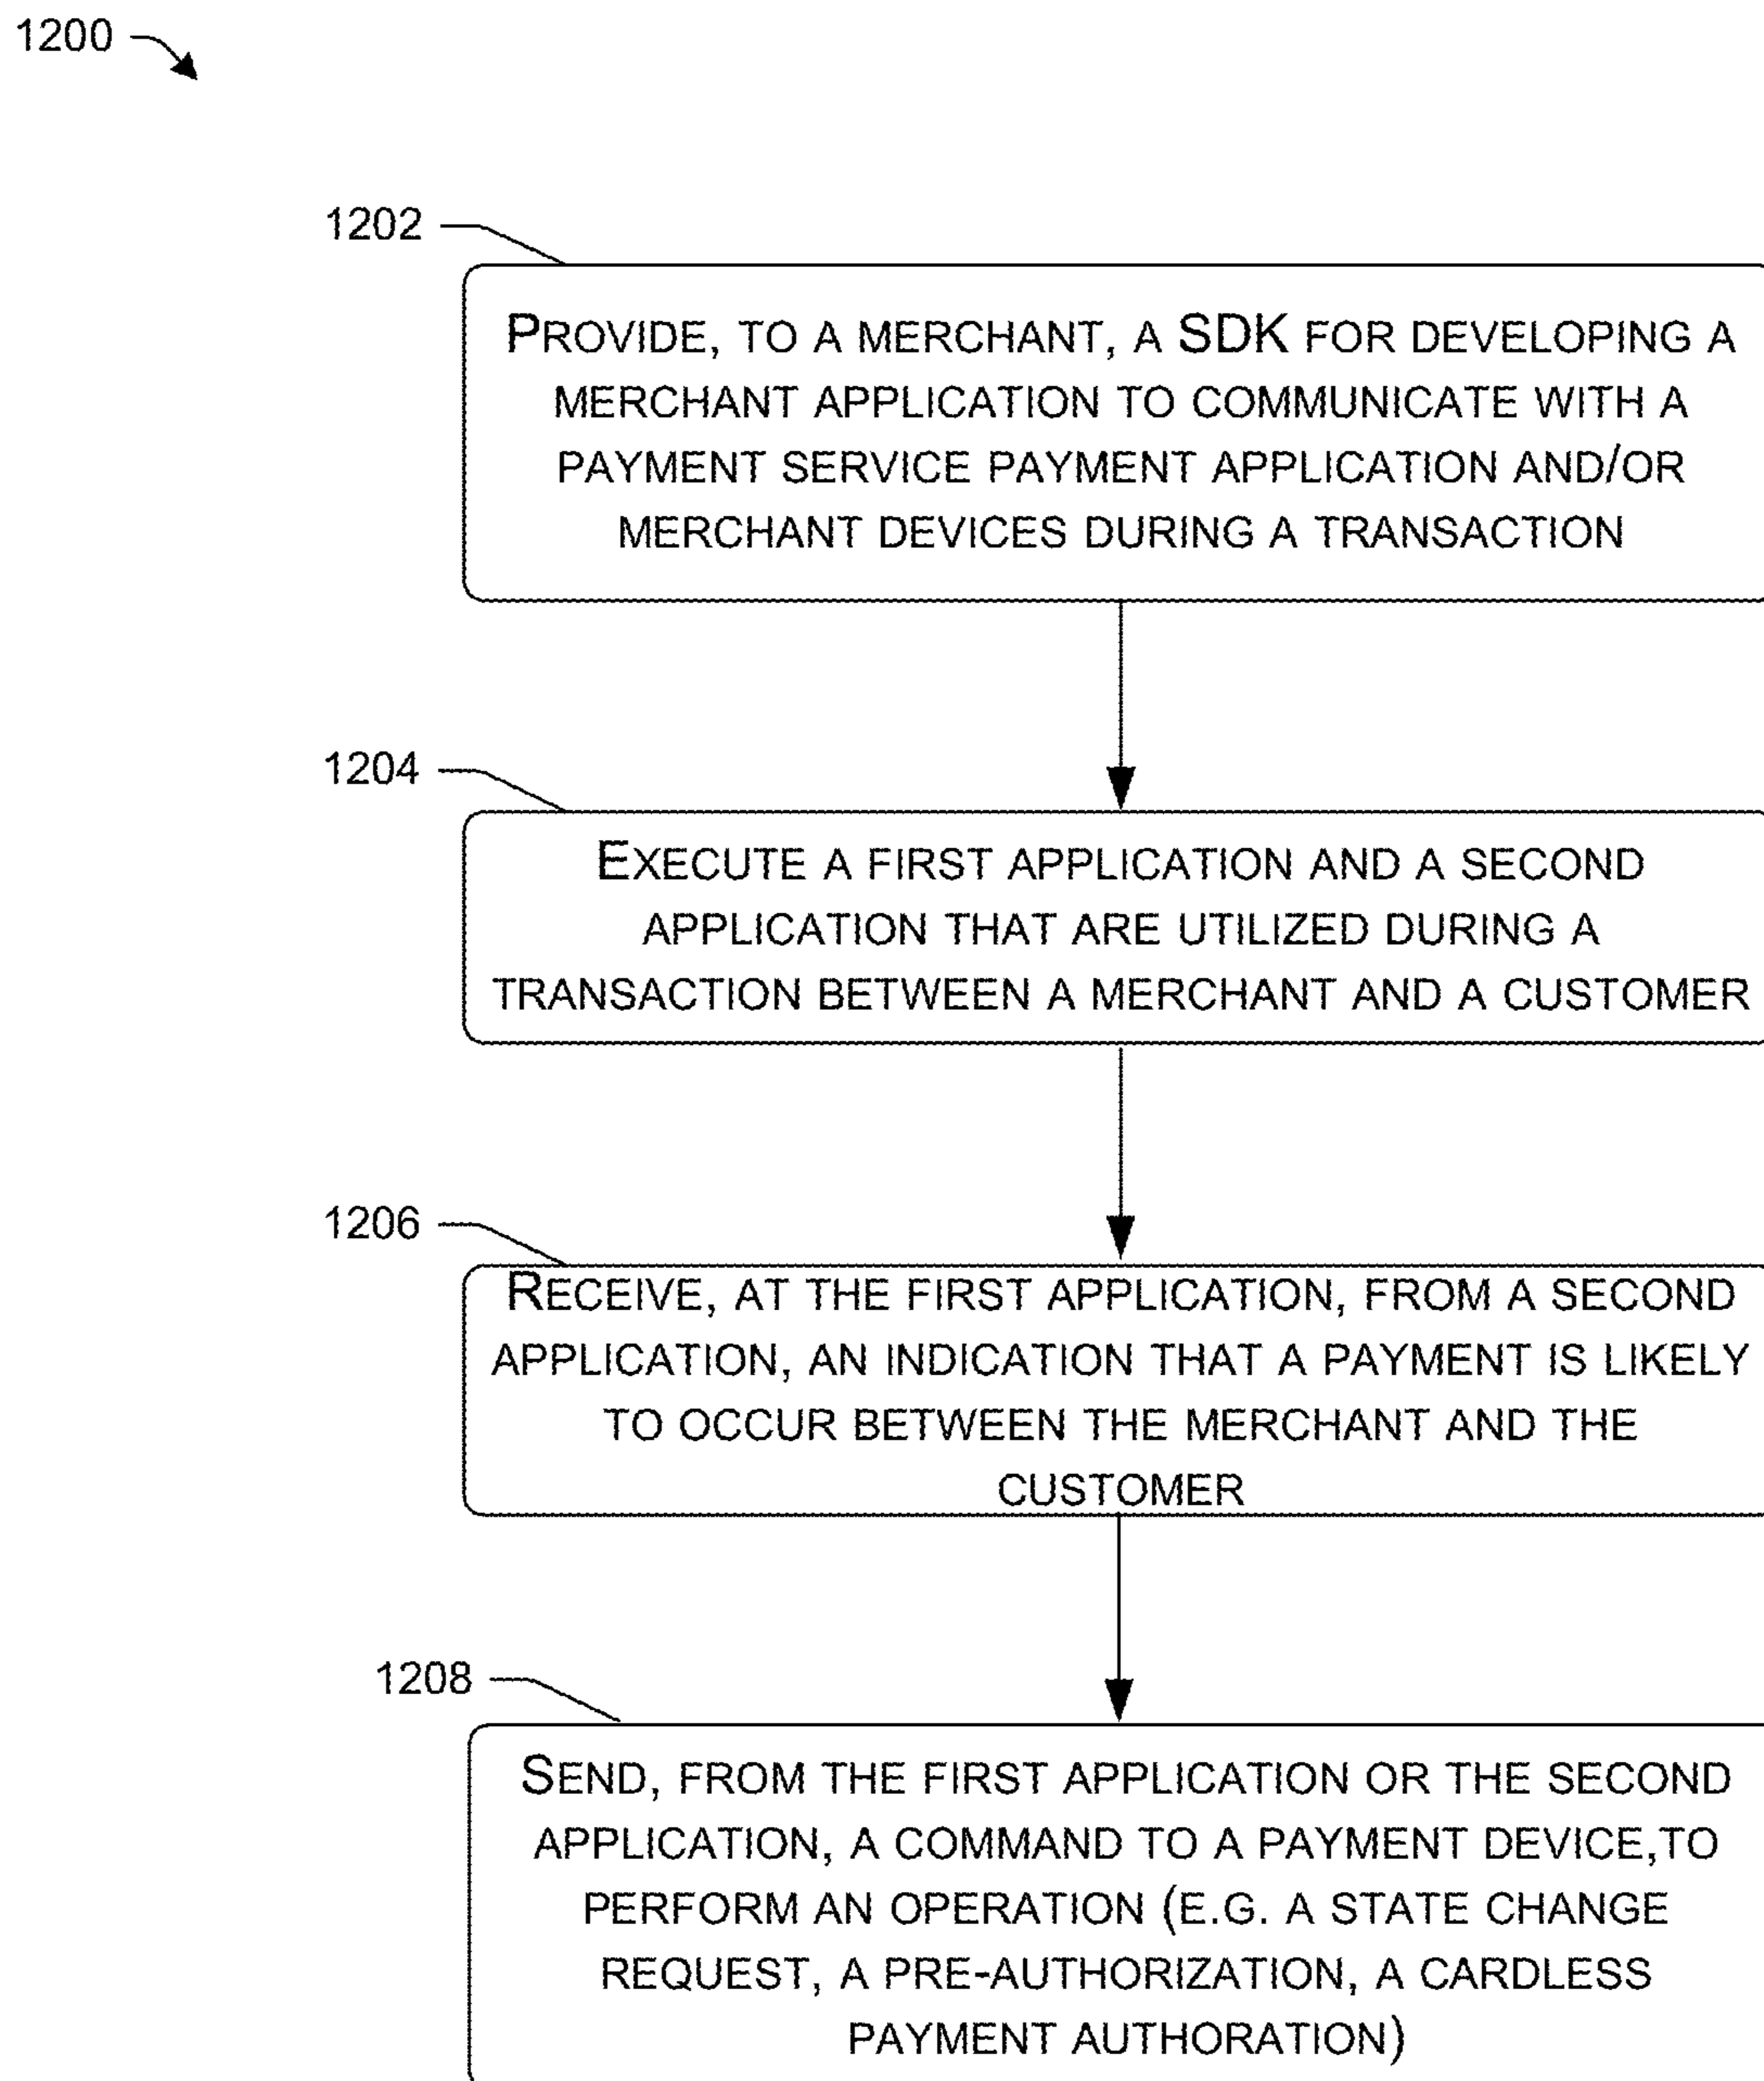 1200
1202
PROVIDE, TO A MERCHANT, A SDK FOR DEVELOPING A
MERCHANT APPLICATION TO COMMUNICATE WITH A
PAYMENT SERVICE PAYMENT APPLICATION AND/OR
MERCHANT DEVICES DURING A TRANSACTION
1204
EXECUTE A FIRST APPLICATION AND A SECOND
APPLICATION THAT ARE UTILIZED DURING A
TRANSACTION BETWEEN A MERCHANT AND A CUSTOMER
1206
RECEIVE, AT THE FIRST APPLICATION, FROM A SECOND
APPLICATION, AN INDICATION THAT A PAYMENT IS LIKELY
TO OCCUR BETWEEN THE MERCHANT AND THE
CUSTOMER
1208
SEND, FROM THE FIRST APPLICATION OR THE SECOND
APPLICATION, A COMMAND TO A PAYMENT DEVICE,TO
PERFORM AN OPERATION (E.G. A STATE CHANGE
REQUEST, A PRE-AUTHORIZATION, A CARDLESS
PAYMENT AUTHORATION)